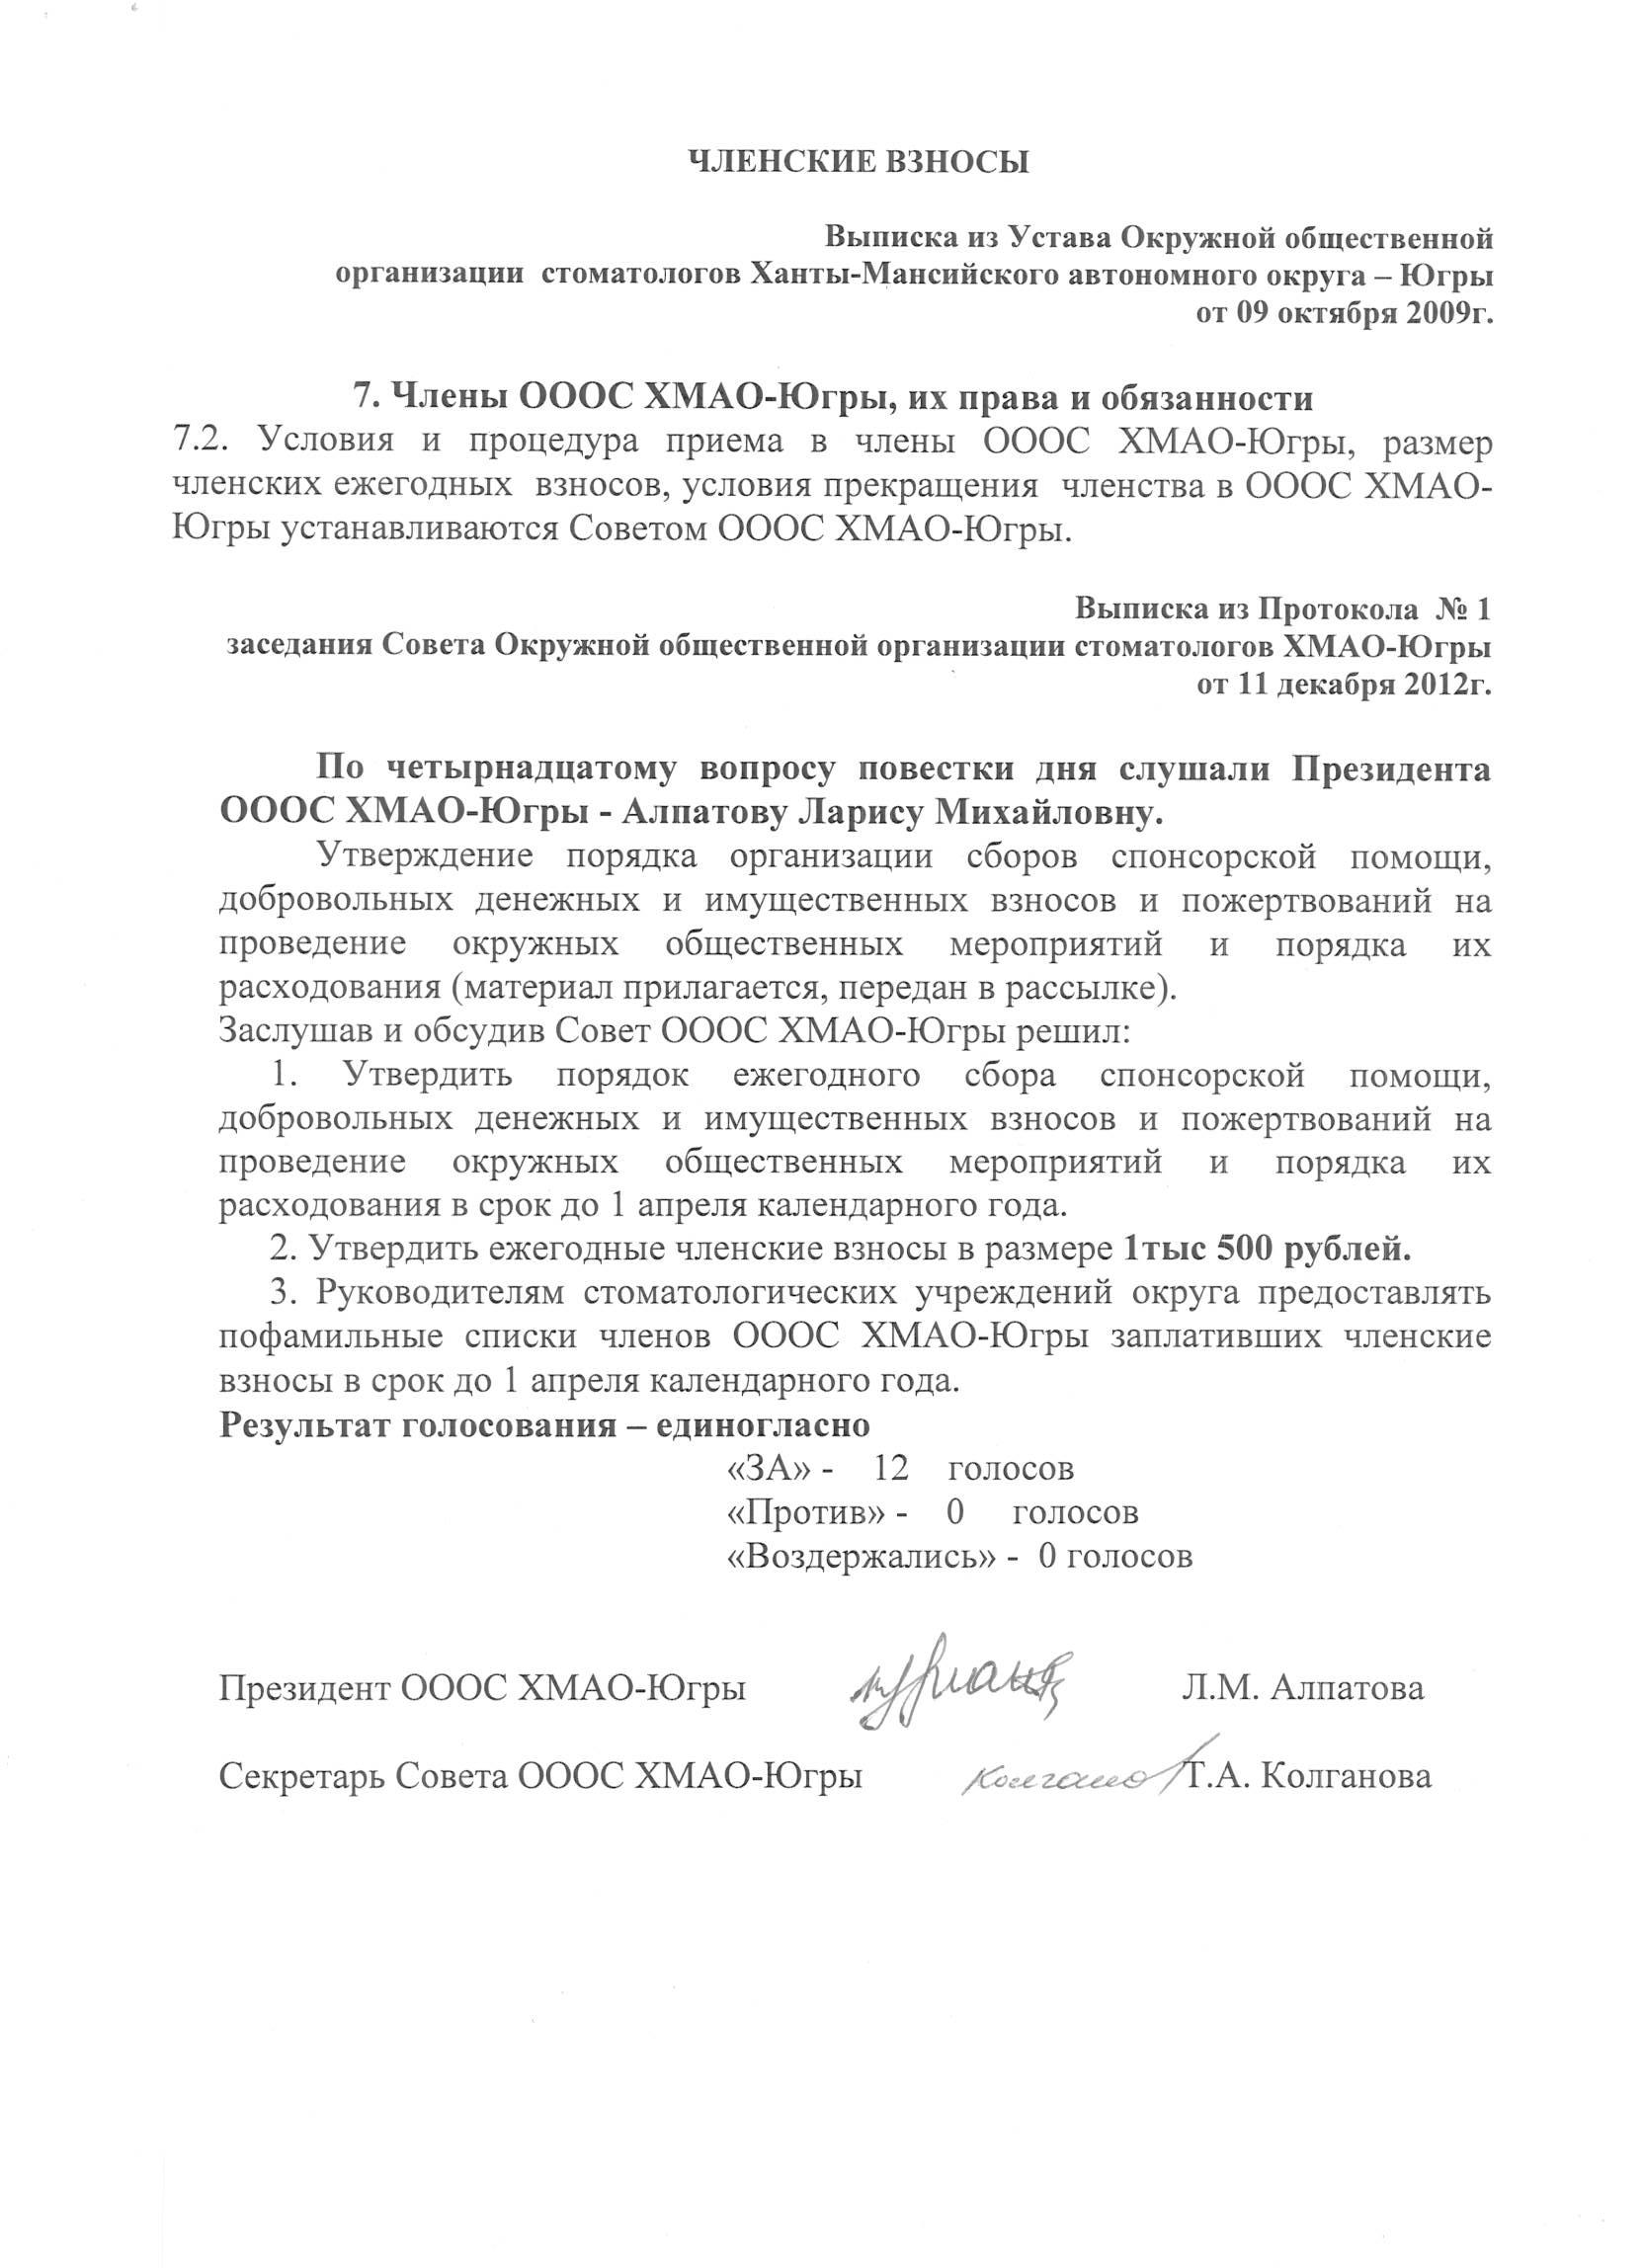 ЧЛЕНСКИЕ ВЗНОСЫ
Выписка из Устава Окружной общественной
организации стоматологов Ханты-Мансийского автономного округа – Югры
от 09 октября 2009г.
7. Члены ОООС ХМАО-Югры, их права и обязанности
7.2. Условия и процедура приема в члены ОООС ХМАО-Югры, размер
членских ежегодных взносов, условия прекращения членства в ОООС ХМАО-
Югры устанавливаются Советом ОООС ХМАО-Югры.
Выписка из Протокола № 1
заседания Совета Окружной общественной организации стоматологов ХМАО-Югры
от 11 декабря 2012г.
По четырнадцатому вопросу повестки дня слушали Президента
ОООС ХМАО-Югры - Алпатову Ларису Михайловну.
Утверждение порядка организации сборов спонсорской помощи,
добровольных денежных и имущественных взносов и пожертвований на
проведение окружных общественных мероприятий и порядка их
расходования (материал прилагается, передан в рассылке).
Заслушав и обсудив Совет ОООС ХМАО-Югры решил:
1. Утвердить порядок ежегодного сбора спонсорской помощи,
добровольных денежных и имущественных взносов и пожертвований на
проведение окружных общественных мероприятий и порядка их
расходования в срок до 1 апреля календарного года.
2. Утвердить ежегодные членские взносы в размере 1тыс 500 рублей.
3. Руководителям стоматологических учреждений округа предоставлять
пофамильные списки членов ОООС ХМАО-Югры заплативших членские
взносы в срок до 1 апреля календарного года.
Результат голосования – единогласно
«ЗА» - 12 голосов
«Против» - 0 голосов
«Воздержались» - 0 голосов
Президент ОООС ХМАО-Югры Л.М. Алпатова
Секретарь Совета ОООС ХМАО-Югры Т.А. Колганова